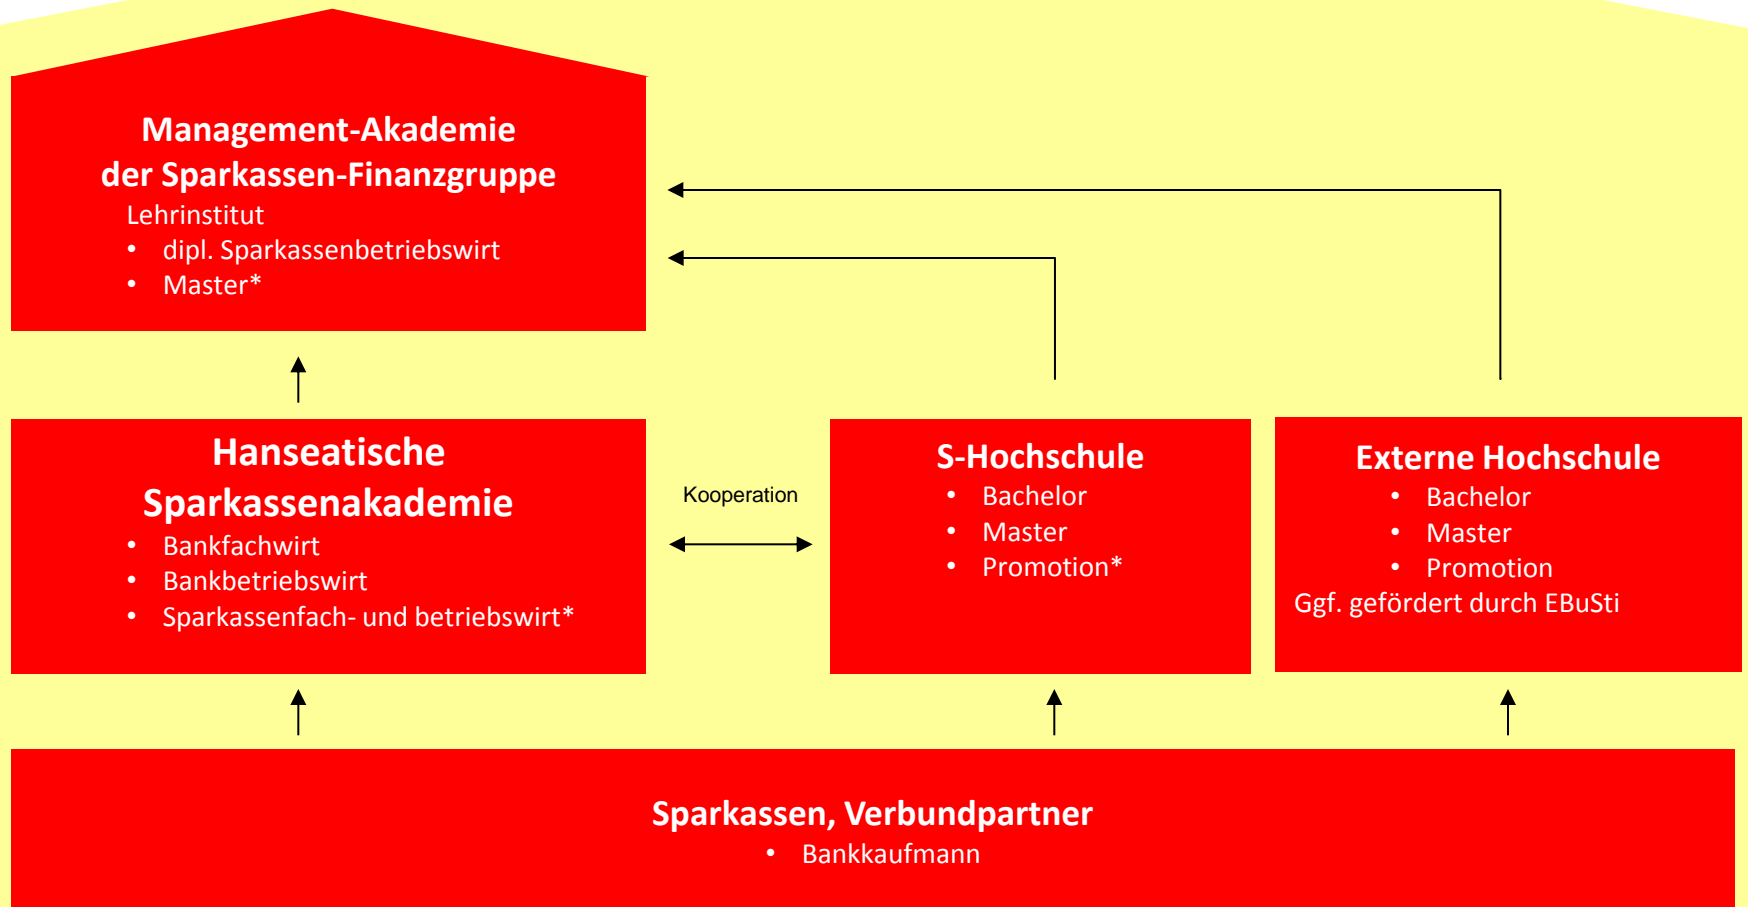 Management-Akademie
der Sparkassen-Finanzgruppe
Lehrinstitut
• dipl. Sparkassenbetriebswirt
• Master*
Hanseatische
Sparkassenakademie
• Bankfachwirt
• Bankbetriebswirt
• Sparkassenfach- und betriebswirt*
Kooperation
S-Hochschule
• Bachelor
• Master
• Promotion*
Externe Hochschule
• Bachelor
• Master
• Promotion
Ggf. gefördert durch EBuSti
Sparkassen, Verbundpartner
• Bankkaufmann